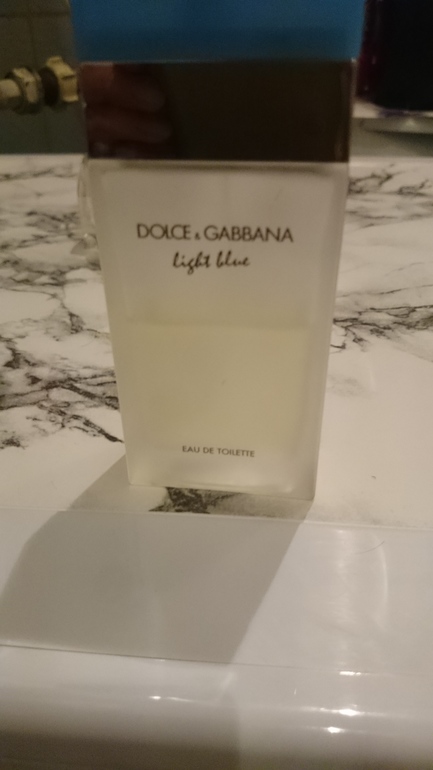 DOLCE & GABBANA
light blue
EAU DE TOILETTE